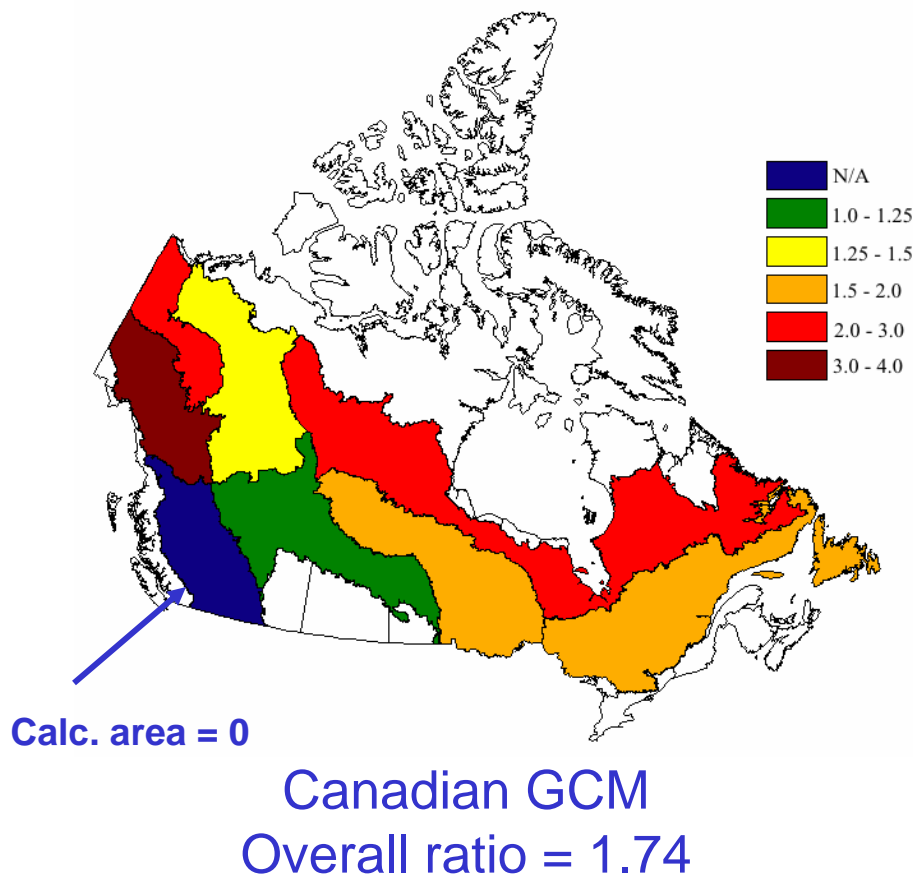 N/A
1.0 - 1.25
1.25 - 1.5
1.5 - 2.0
2.0 - 3.0
3.0 - 4.0
Calc. area = 0
Canadian GCM
Overall ratio = 1.74